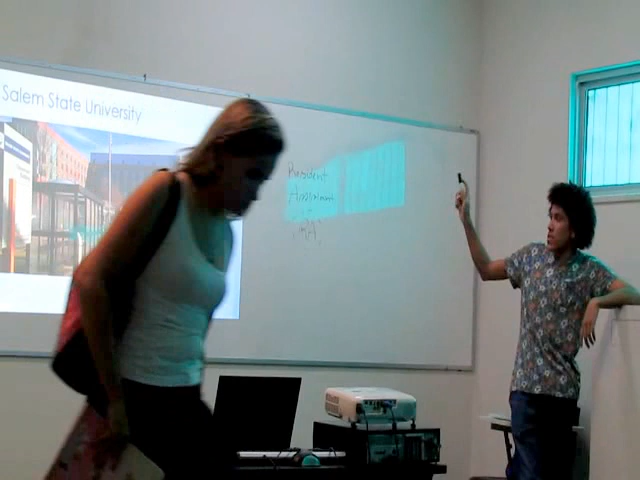 Salem State University
Resident
Assistant
(RA)